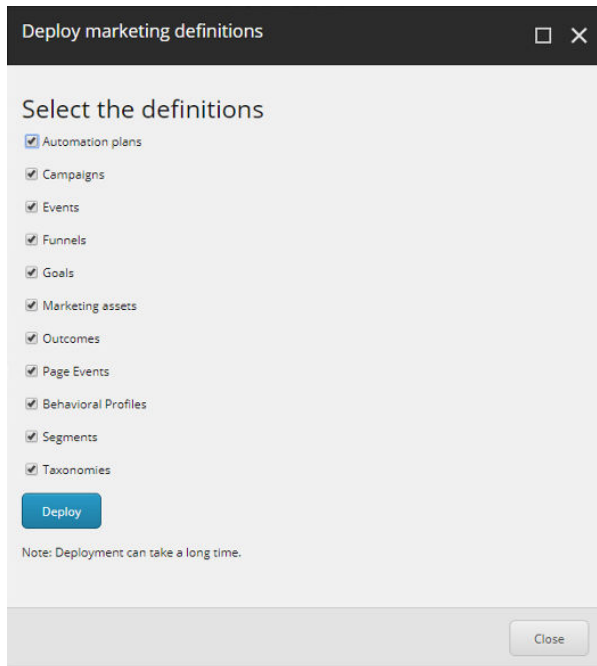 Deploy marketing definitions
Select the definitions
Automation plans
Campaigns
Events
Funnels
Goals
Marketing assets
Outcomes
Page Events
Behavioral Profiles
Segments
Taxonomies
Deploy
Note: Deployment can take a long time.
Close